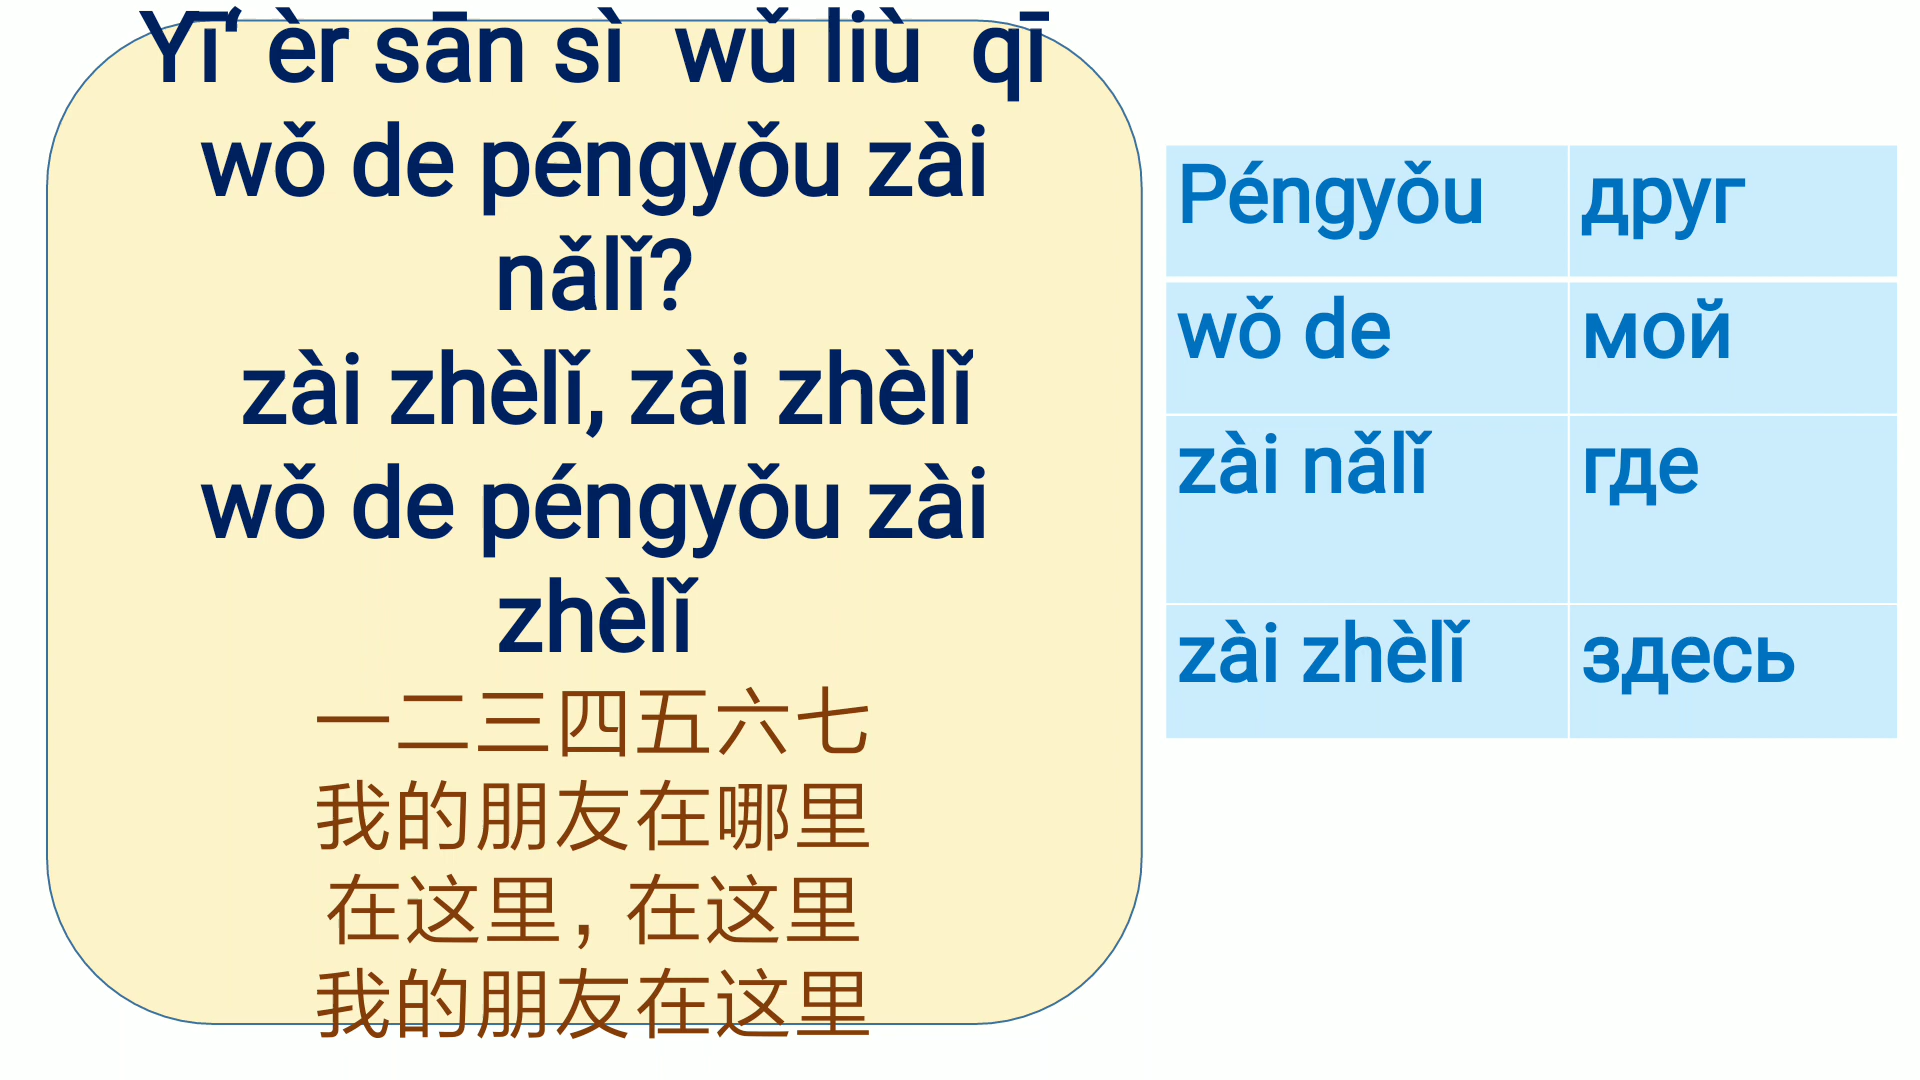 Yī‘ èr sān sì  wǔ liù  qī
wǒ de péngyǒu zài
nǎlǐ?
zài zhèlǐ, zài zhèlǐ
wǒ de péngyǒu zài
zhèlǐ
一二三四五六七
我的朋友在哪里
在这里，在这里
我的朋友在这里
Péngyǒu друг
wǒ de мой
zài nǎlǐ где
zài zhèlǐ здесь